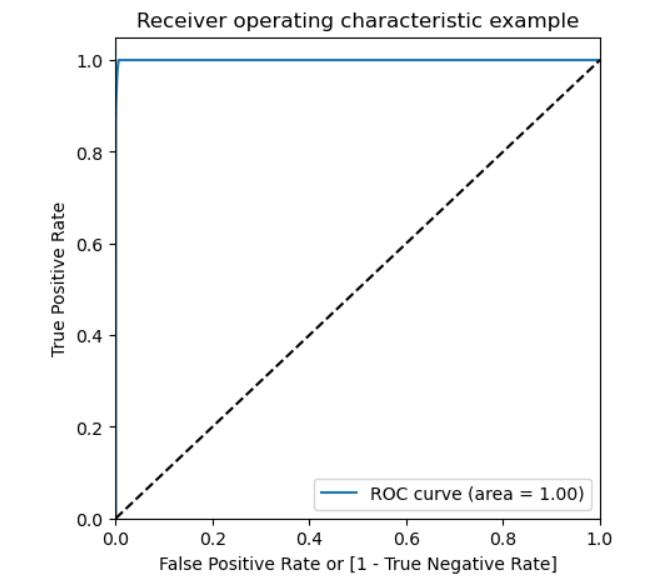 Receiver operating characteristic example
1.0
0.8
0.6
0.4
0.2
0.0
True Positive Rate
ROC curve (area = 1.00)
0.0 0.2 0.4 0.6 0.8 1.0
False Positive Rate or [1 - True Negative Rate]